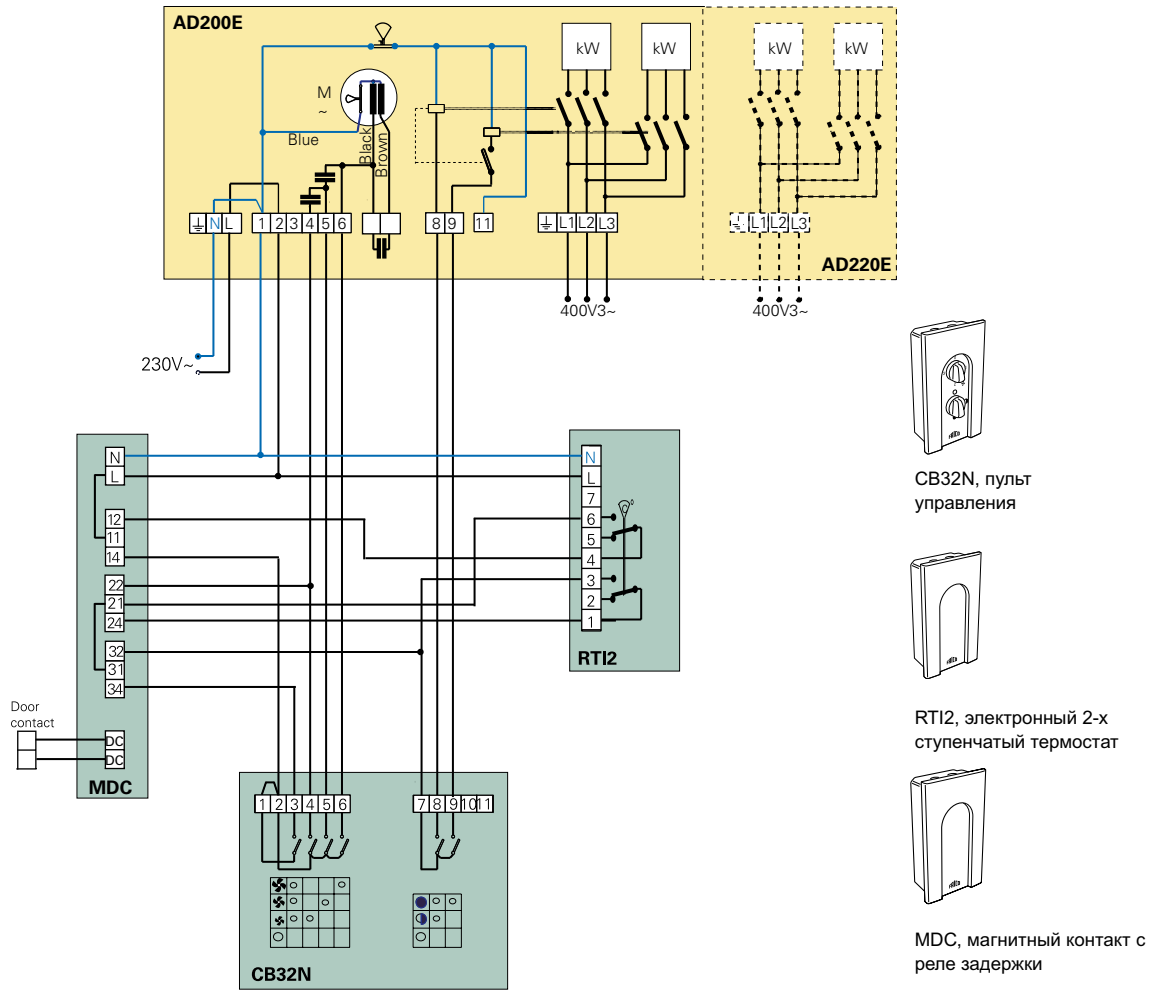 AD200E
kW
kW
kW
kW
M
~
Blue
Black
Brown
N L
1 2 3 4 5 6
8 9
11
L1 L2 L3
L1 L2 L3
AD220E
400V3~
400V3~
230V~
N
L
12
11
14
22
21
24
32
31
34
DC
DC
MDC
Door
contact
N
L
7
6
5
4
3
2
1
RTI2
1 2 3 4 5 6
7 8 9 10 11
CB32N
CB32N, пульт
управления
RTI2, электронный 2-х
ступенчатый термостат
MDC, магнитный контакт с
реле задержки